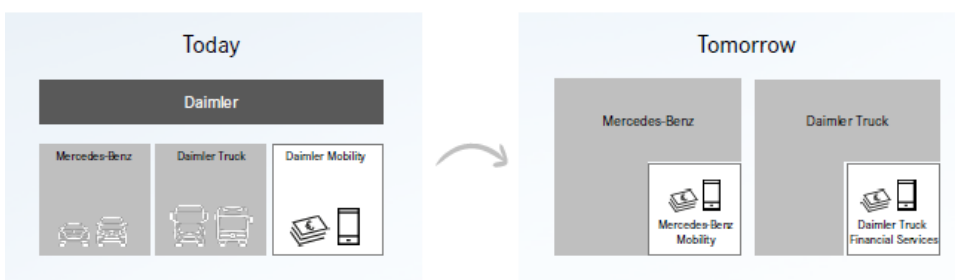 Today
Daimler
Mercedes-Benz
Daimler Truck
Daimler Mobility
€
Tomorrow
Mercedes-Benz
Daimler Truck
€
Mercedes-Benz
Mobility
€
Daimler Truck
Financial Services